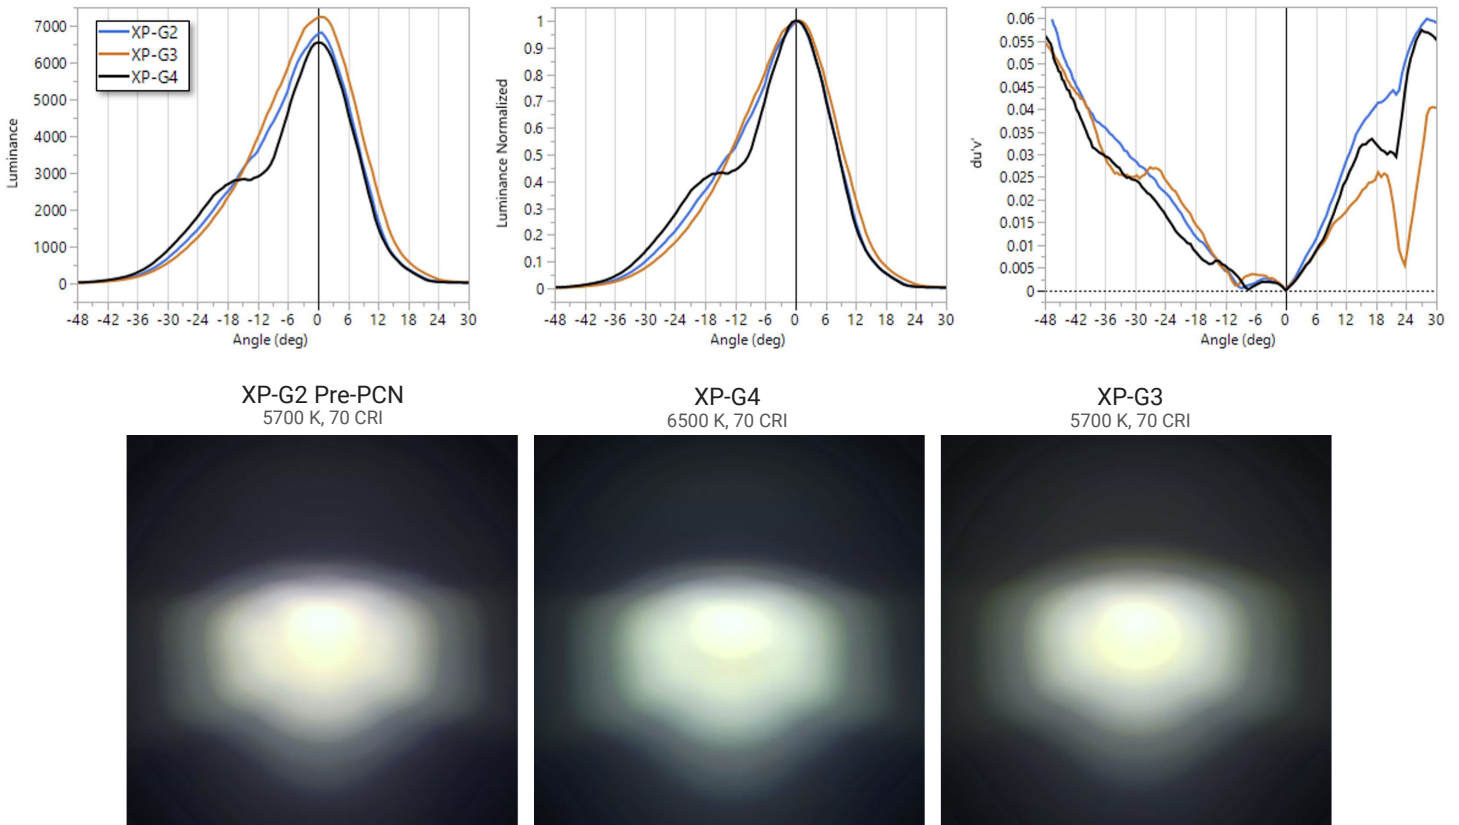 7000
6000
5000
4000
3000
2000
1000
0
Luminance
XP-G2
XP-G3
XP-G4
-48 -42 -36 -30 -24 -18 -12 -6 0 6 12 18 24 30
Angle (deg)
1
0.9
0.8
0.7
0.6
0.5
0.4
0.3
0.2
0.1
0
Luminance Normalized
-48 -42 -36 -30 -24 -18 -12 -6 0 6 12 18 24 30
Angle (deg)
0.06
0.055
0.05
0.045
0.04
0.035
0.03
0.025
0.02
0.015
0.01
0.005
0
du'v'
-48 -42 -36 -30 -24 -18 -12 -6 0 6 12 18 24 30
Angle (deg)
XP-G2 Pre-PCN
5700 K, 70 CRI
XP-G4
6500 K, 70 CRI
XP-G3
5700 K, 70 CRI